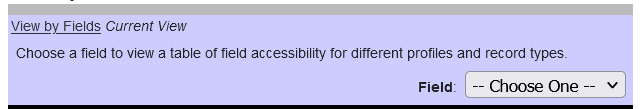 View by Fields Current View
Choose a field to view a table of field accessibility for different profiles and record types.
Field: -- Choose One --